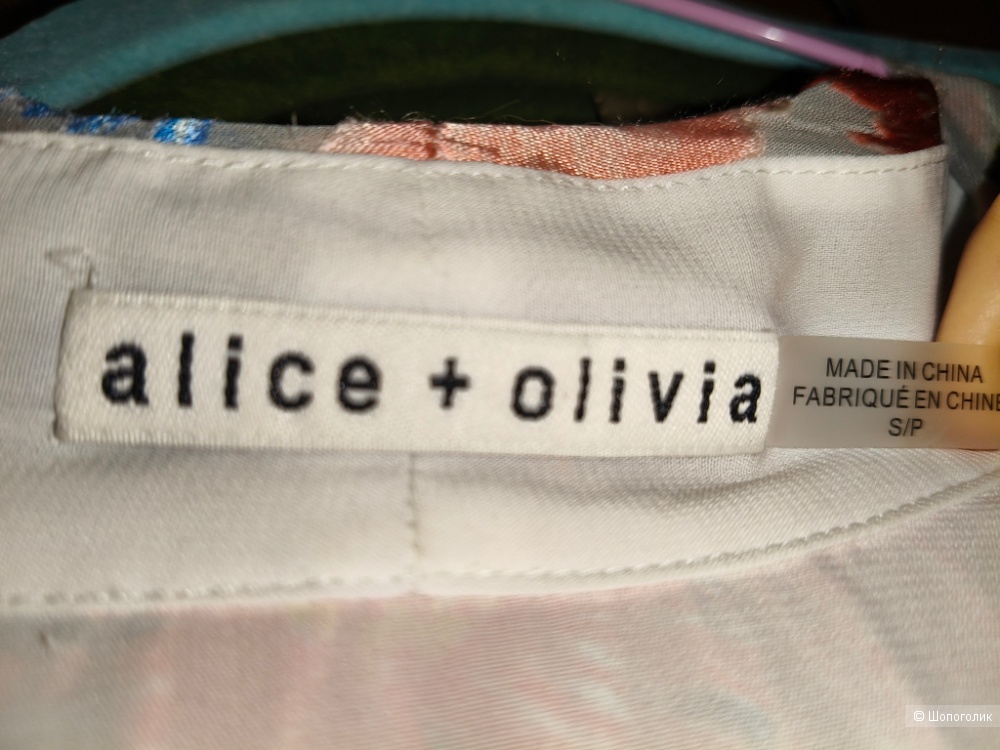 alice + olivia
MADE IN CHINA
FABRIQUÉ EN CHINE
S/P
© Шопоголик